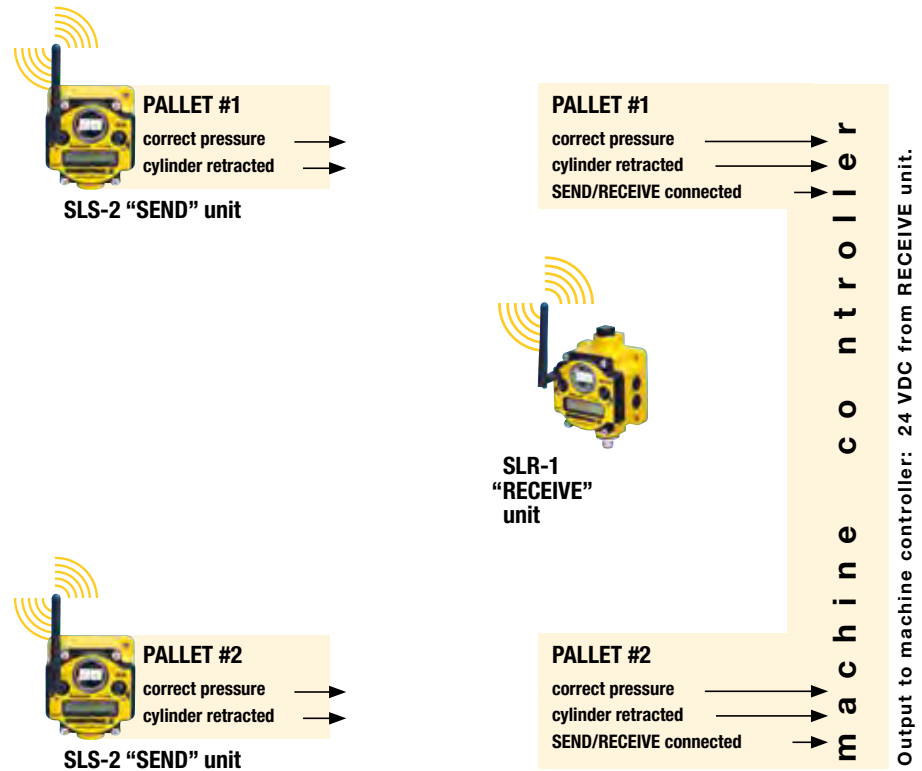 PALLET #1
correct pressure
cylinder retracted
SLS-2 “SEND” unit
PALLET #1
correct pressure
cylinder retracted
SEND/RECEIVE connected
SLR-1
“RECEIVE”
unit
PALLET #2
correct pressure
cylinder retracted
SLS-2 “SEND” unit
PALLET #2
correct pressure
cylinder retracted
SEND/RECEIVE connected
machine controller
Output to machine controller: 24 VDC from RECEIVE unit.